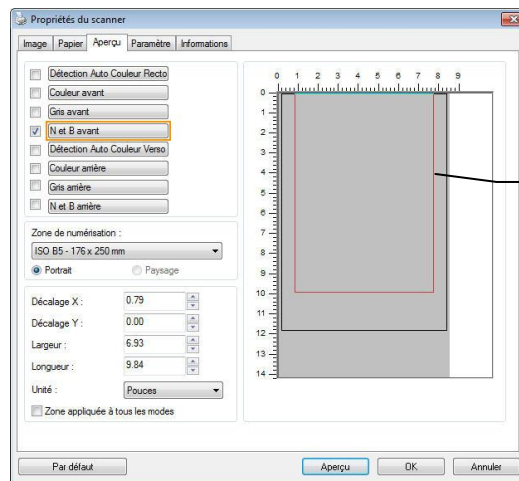 Propriétés du scanner
Image Papier Aperçu Paramètre Informations
Détection Auto Couleur Recto
Couleur avant
Gris avant
N et B avant
Détection Auto Couleur Verso
Couleur arrière
Gris arrière
N et B arrière
Zone de numérisation :
ISO B5 - 176 x 250 mm
Portrait Paysage
Décalage X : 0.79
Décalage Y : 0.00
Largeur : 6.93
Longueur : 9.84
Unité : Pouces
Zone appliquée à tous les modes
0 1 2 3 4 5 6 7 8 9
0
1
2
3
4
5
6
7
8
9
10
11
12
13
14
Par défaut Aperçu OK Annuler